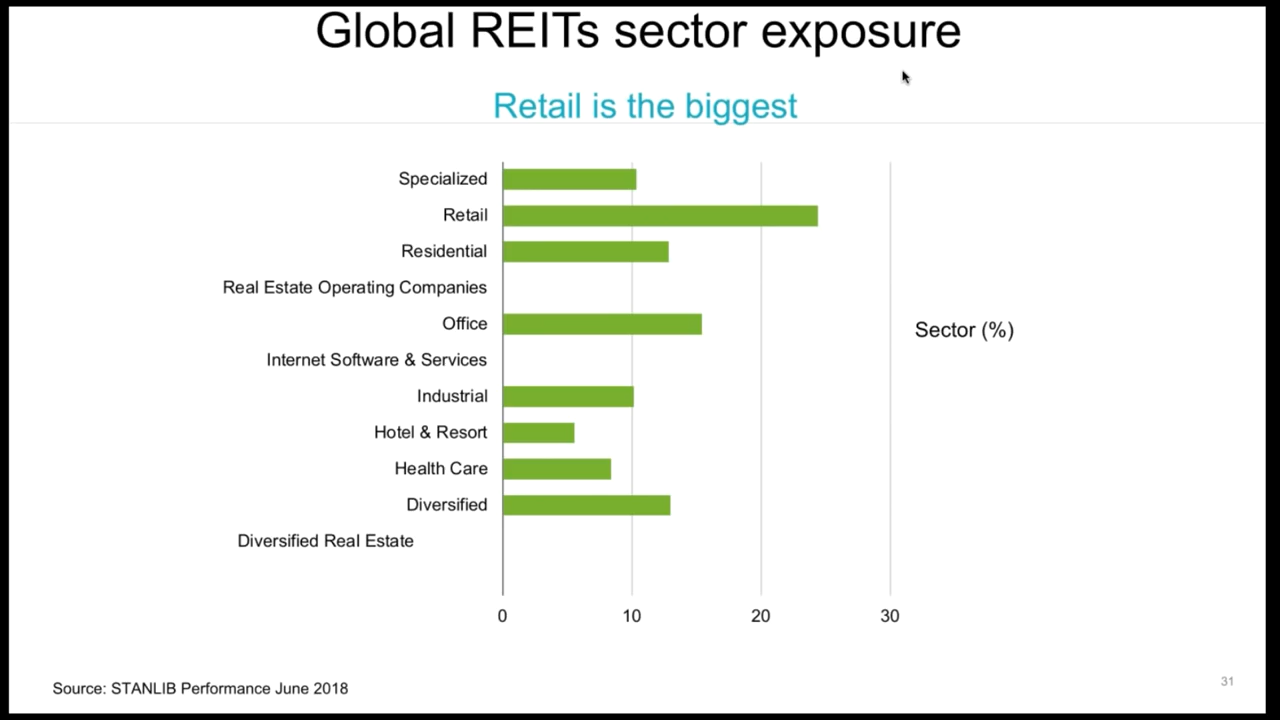 Global REITs sector exposure
Retail is the biggest
Specialized
Retail
Residential
Real Estate Operating Companies
Office
Sector (%)
Internet Software & Services
Industrial
Hotel & Resort
Health Care
Diversified
Diversified Real Estate
0 10 20 30
Source: STANLIB Performance June 2018
31